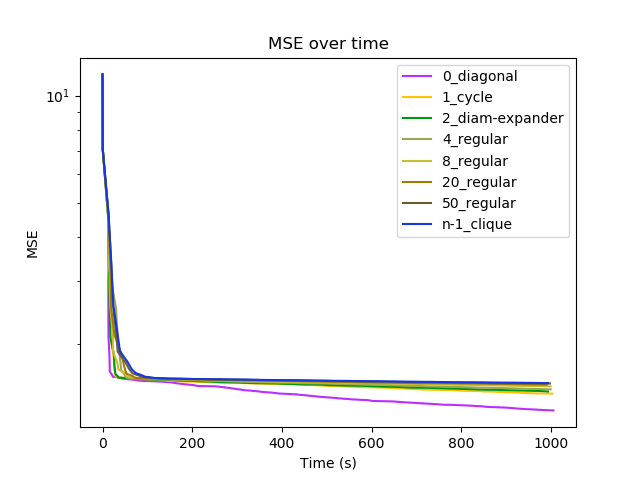 MSE over time
10¹
MSE
0_diagonal
1_cycle
2_diam-expander
4_regular
8_regular
20_regular
50_regular
n-1_clique
0 200 400 600 800 1000
Time (s)